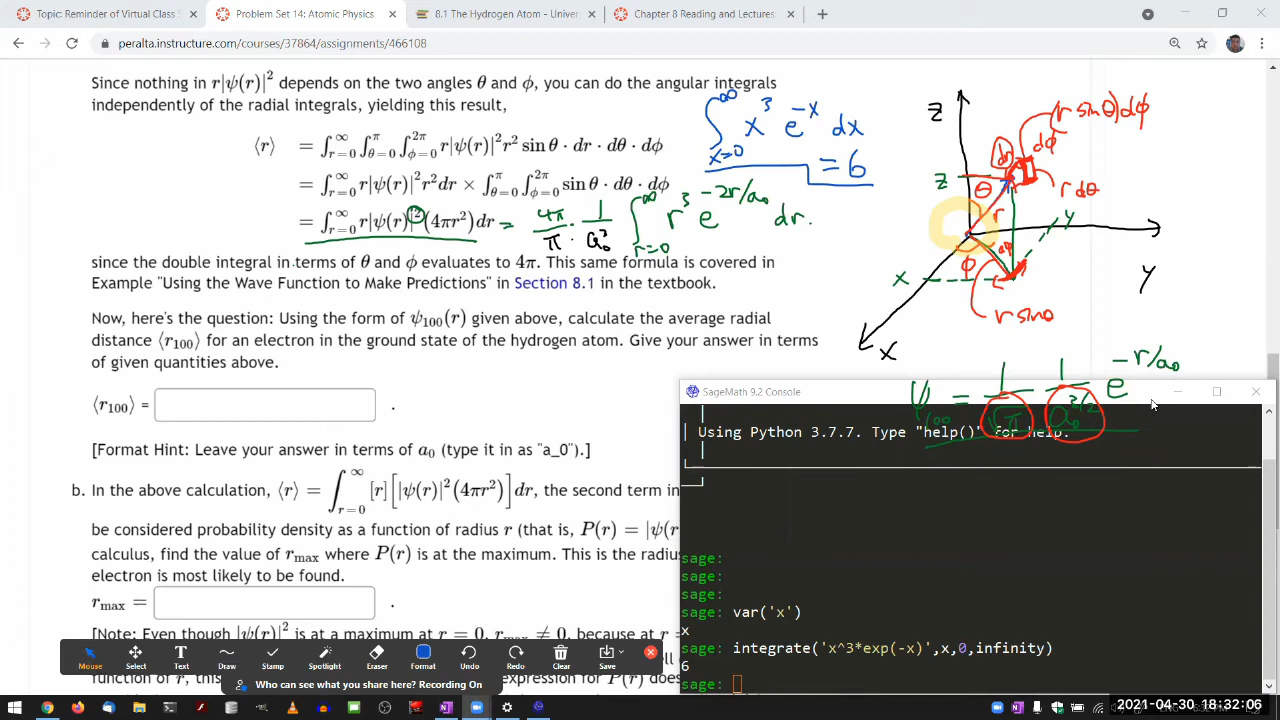 Topic: Reminder of Virtual Class
Problem Set 14: Atomic Physics
8.1 The Hydrogen Atom - Univer
Chapter 8 Reading and Lectures:
peralta.instructure.com/courses/37864/assignments/466108
Since nothing in r|ψ(r)|² depends on the two angles θ and ϕ, you can do the angular integrals
independently of the radial integrals, yielding this result,
⟨r⟩ = ∫_{r=0}^{∞} ∫_{θ=0}^{π} ∫_{ϕ=0}^{2π} r|ψ(r)|² r² sin θ · dr · dθ · dϕ
= ∫_{r=0}^{∞} r|ψ(r)|² r² dr × ∫_{θ=0}^{π} ∫_{ϕ=0}^{2π} sin θ · dθ · dϕ
= ∫_{r=0}^{∞} r|ψ(r)|² (4πr²) dr = 4π/π · 1/a₀³ ∫_{r=0}^{∞} r³ e^{-2r/a₀} dr.
since the double integral in terms of θ and ϕ evaluates to 4π. This same formula is covered in
Example "Using the Wave Function to Make Predictions" in Section 8.1 in the textbook.
Now, here's the question: Using the form of ψ₁₀₀(r) given above, calculate the average radial
distance ⟨r₁₀₀⟩ for an electron in the ground state of the hydrogen atom. Give your answer in terms
of given quantities above.
⟨r₁₀₀⟩ = .
[Format Hint: Leave your answer in terms of a₀ (type it in as "a_0").]
b. In the above calculation, ⟨r⟩ = ∫_{r=0}^{∞} [r][|ψ(r)|²(4πr²)]dr, the second term in
be considered probability density as a function of radius r (that is, P(r) = |ψ(r
calculus, find the value of r_max where P(r) is at the maximum. This is the radiu
electron is most likely to be found.
r_max = .
[Note: Even though |ψ(r)|² is at a maximum at r = 0, r_max ≠ 0, because at r =
function of r, this
expression for P(r) does
∫_{x=0}^{∞} x³ e^{-x} dx
= 6
z
r sinθ)dϕ
dϕ
dr
z
θ
r dθ
r
y
dϕ
ϕ
x
y
r sinθ
x
ψ₁₀₀ = 1/√π 1/a₀^{3/2} e^{-r/a₀}
SageMath 9.2 Console
| Using Python 3.7.7. Type "help()" for help.
sage:
sage:
sage:
sage: var('x')
x
sage: integrate('x^3*exp(-x)',x,0,infinity)
6
sage:
Mouse
Select
Text
Draw
Stamp
Spotlight
Eraser
Format
Undo
Redo
Clear
Save
Who can see what you share here? Recording On
2021-04-30 18:32:06